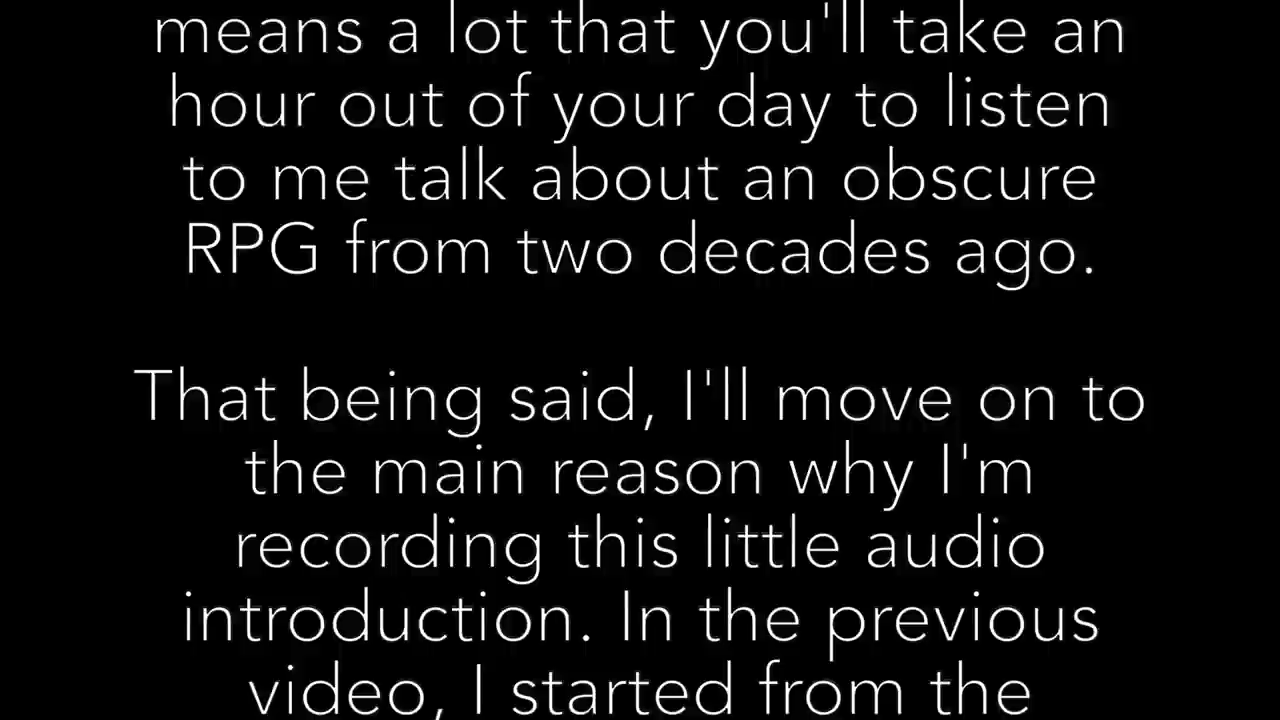 means a lot that you'll take an
hour out of your day to listen
to me talk about an obscure
RPG from two decades ago.
That being said, I'll move on to
the main reason why I'm
recording this little audio
introduction. In the previous
video, I started from the